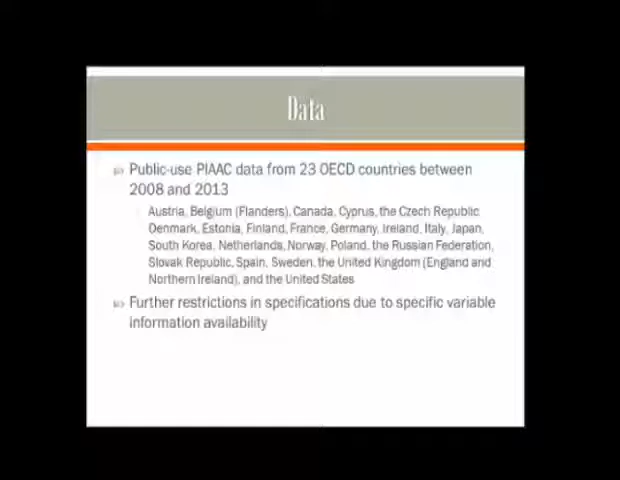 Data
Public-use PIAAC data from 23 OECD countries between
2008 and 2013
Austria, Belgium (Flanders), Canada, Cyprus, the Czech Republic
Denmark, Estonia, Finland, France, Germany, Ireland, Italy, Japan,
South Korea, Netherlands, Norway, Poland, the Russian Federation,
Slovak Republic, Spain, Sweden, the United Kingdom (England and
Northern Ireland), and the United States
Further restrictions in specifications due to specific variable
information availability